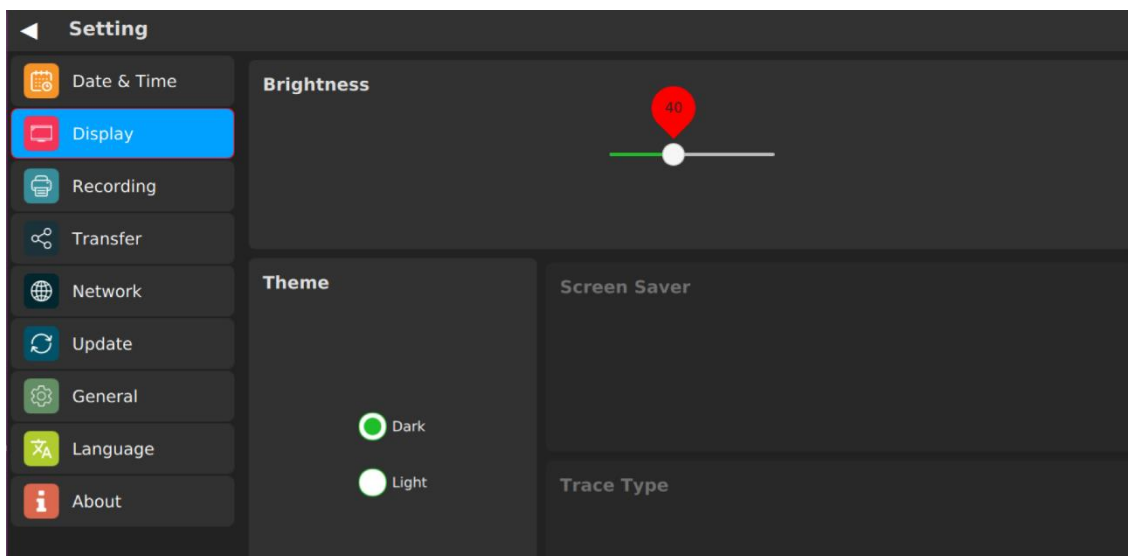 Setting
Date & Time
Display
Recording
Transfer
Network
Update
General
Language
About
Brightness
40
Theme
Dark
Light
Screen Saver
Trace Type